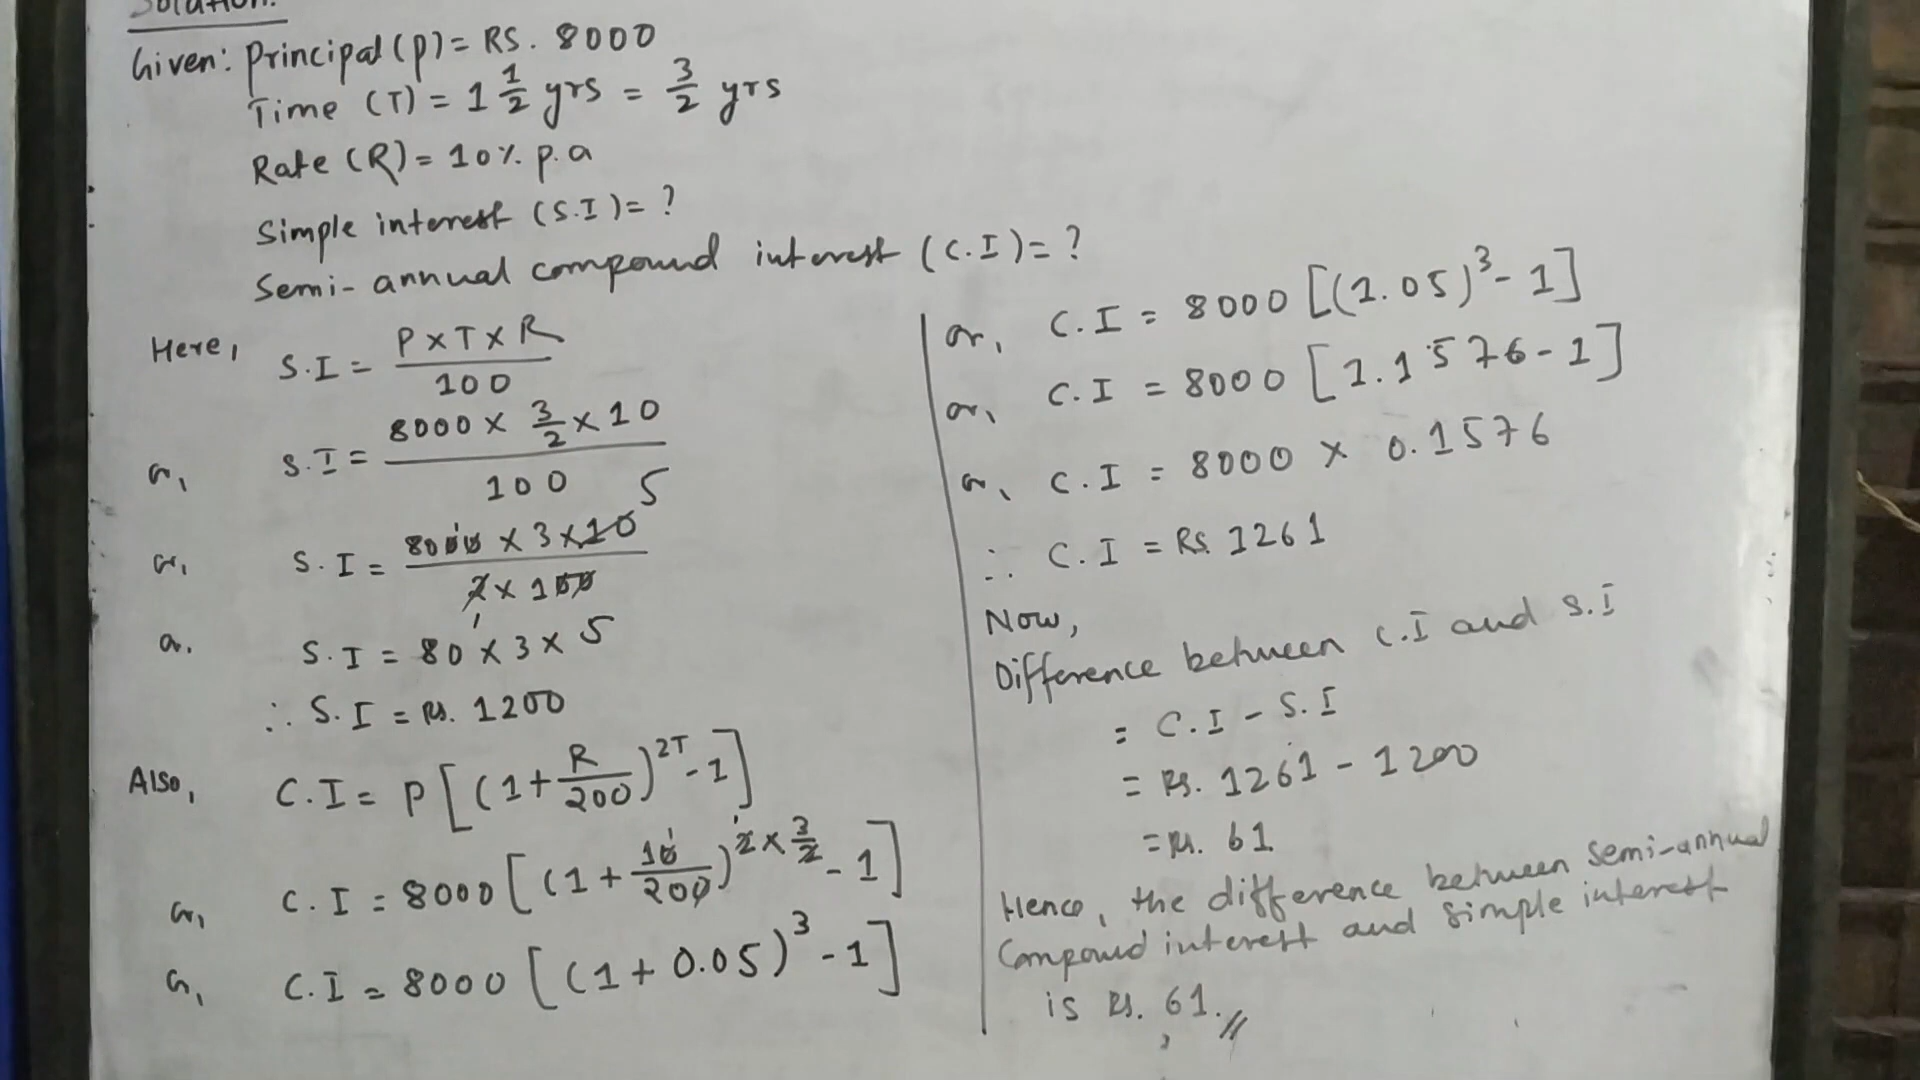 Solution:
Given: Principal (P) = RS. 8000
Time (T) = 1 1/2 yrs = 3/2 yrs
Rate (R) = 10% p.a
Simple interest (S.I) = ?
Semi-annual compound interest (C.I) = ?
Here, S.I = P×T×R/100
or, S.I = 8000 × 3/2 × 10/100
or, S.I = 8000 × 3 × 10 5/2 1 × 100
or, S.I = 80 × 3 × 5
∴ S.I = Rs. 1200
Also, C.I = P[(1+R/200)^2T - 1]
or, C.I = 8000[(1+10/200)^2×3/2 - 1]
or, C.I = 8000[(1+0.05)^3 - 1]
or, C.I = 8000[(1.05)^3 - 1]
or, C.I = 8000[1.1576-1]
or, C.I = 8000 × 0.1576
∴ C.I = RS. 1261
Now,
Difference between C.I and S.I
= C.I - S.I
= Rs. 1261 - 1200
= Rs. 61
Hence, the difference between semi-annual
Compound interest and simple interest
is Rs. 61.